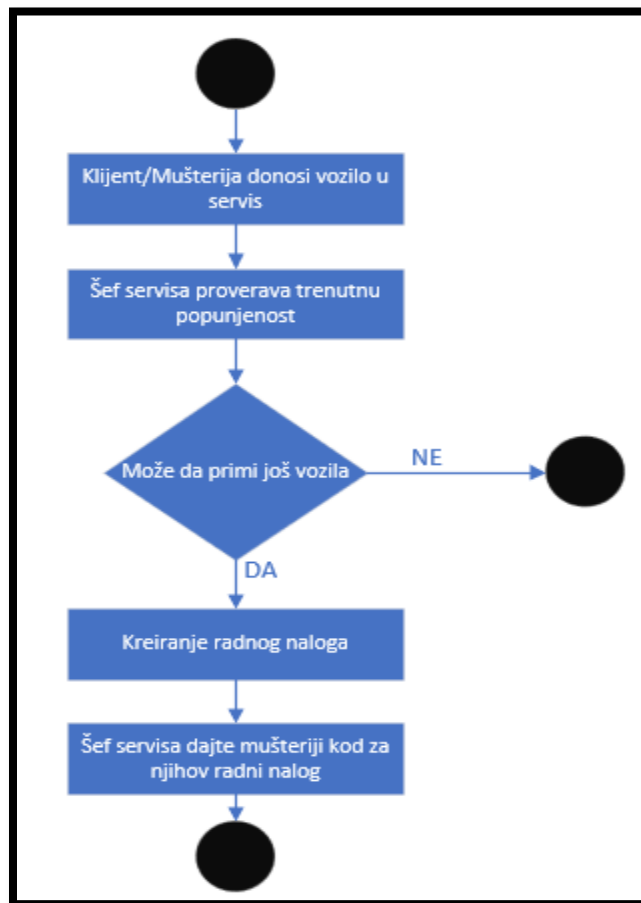 Klijent/Mušterija donosi vozilo u
servis
Šef servisa proverava trenutnu
popunjenost
Može da primi još vozila
NE
DA
Kreiranje radnog naloga
Šef servisa dajte mušteriji kod za
njihov radni nalog